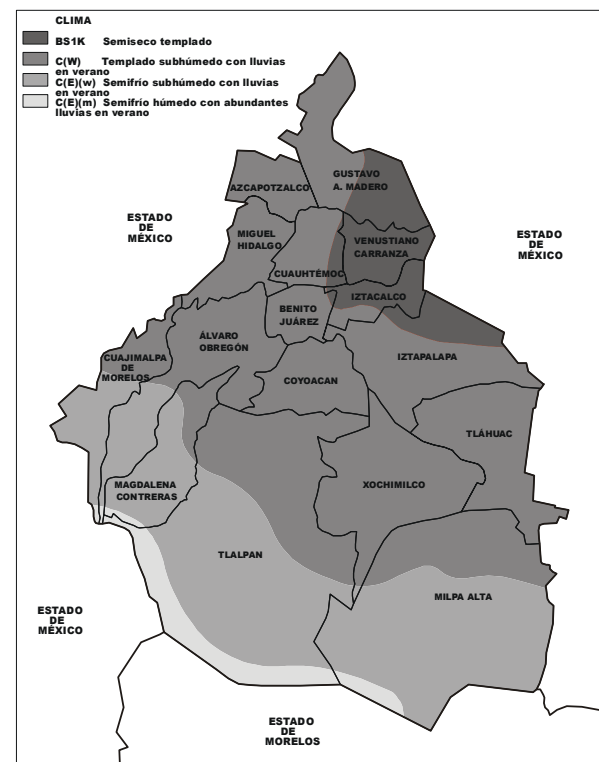 CLIMA
BS1K Semiseco templado
C(W) Templado subhúmedo con lluvias
en verano
C(E)(w) Semifrío subhúmedo con lluvias
en verano
C(E)(m) Semifrío húmedo con abundantes
lluvias en verano
GUSTAVO
A. MADERO
AZCAPOTZALCO
ESTADO
DE
MÉXICO
MIGUEL
HIDALGO
VENUSTIANO
CARRANZA
ESTADO
DE
MÉXICO
CUAUHTÉMOC
IZTACALCO
BENITO
JUÁREZ
ÁLVARO
OBREGÓN
CUAJIMALPA
DE
MORELOS
IZTAPALAPA
COYOACAN
TLÁHUAC
MAGDALENA
CONTRERAS
XOCHIMILCO
TLALPAN
MILPA ALTA
ESTADO
DE
MÉXICO
ESTADO
DE
MORELOS